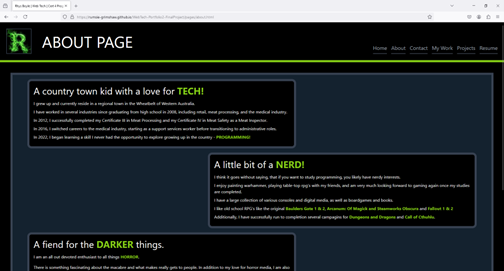 R
ABOUT PAGE
Home About Contact My Work Projects Resume
A country town kid with a love for TECH!
I grew up and currently reside in a regional town in the Wheatbelt of Western Australia.
I have worked in several industries since graduating from high school in 2008, including retail, meat processing, and the medical industry.
In 2012, I successfully completed my Certificate III in Meat Processing and my Certificate IV in Meat Safety as a Meat Inspector.
In 2016, I switched careers to the medical industry, starting as a support services worker before transitioning to administrative roles.
In 2022, I began learning a skill I never had the opportunity to explore growing up in the country - PROGRAMMING!
A little bit of a NERD!
I think it goes without saying, that if you want to study programming, you likely have nerdy interests.
I enjoy painting warhammer, playing table-top rpg's with my friends, and am very much looking forward to gaming again once my studies
are completed.
I have a large collection of various consoles and digital media, as well as boardgames and books.
I like old school RPG's like the original Baulders Gate 1 & 2, Arcanum: Of Magick and Steamworks Obscura and Fallout 1 & 2
Additionally, I have successfully run to completion several campaigns for Dungeons and Dragons and Call of Cthulhu.
A fiend for the DARKER things.
I am an all out devoted enthusiast to all things HORROR.
There is something fascinating about the macabre and what makes really gets to people. In addition to my love for horror media, I am also